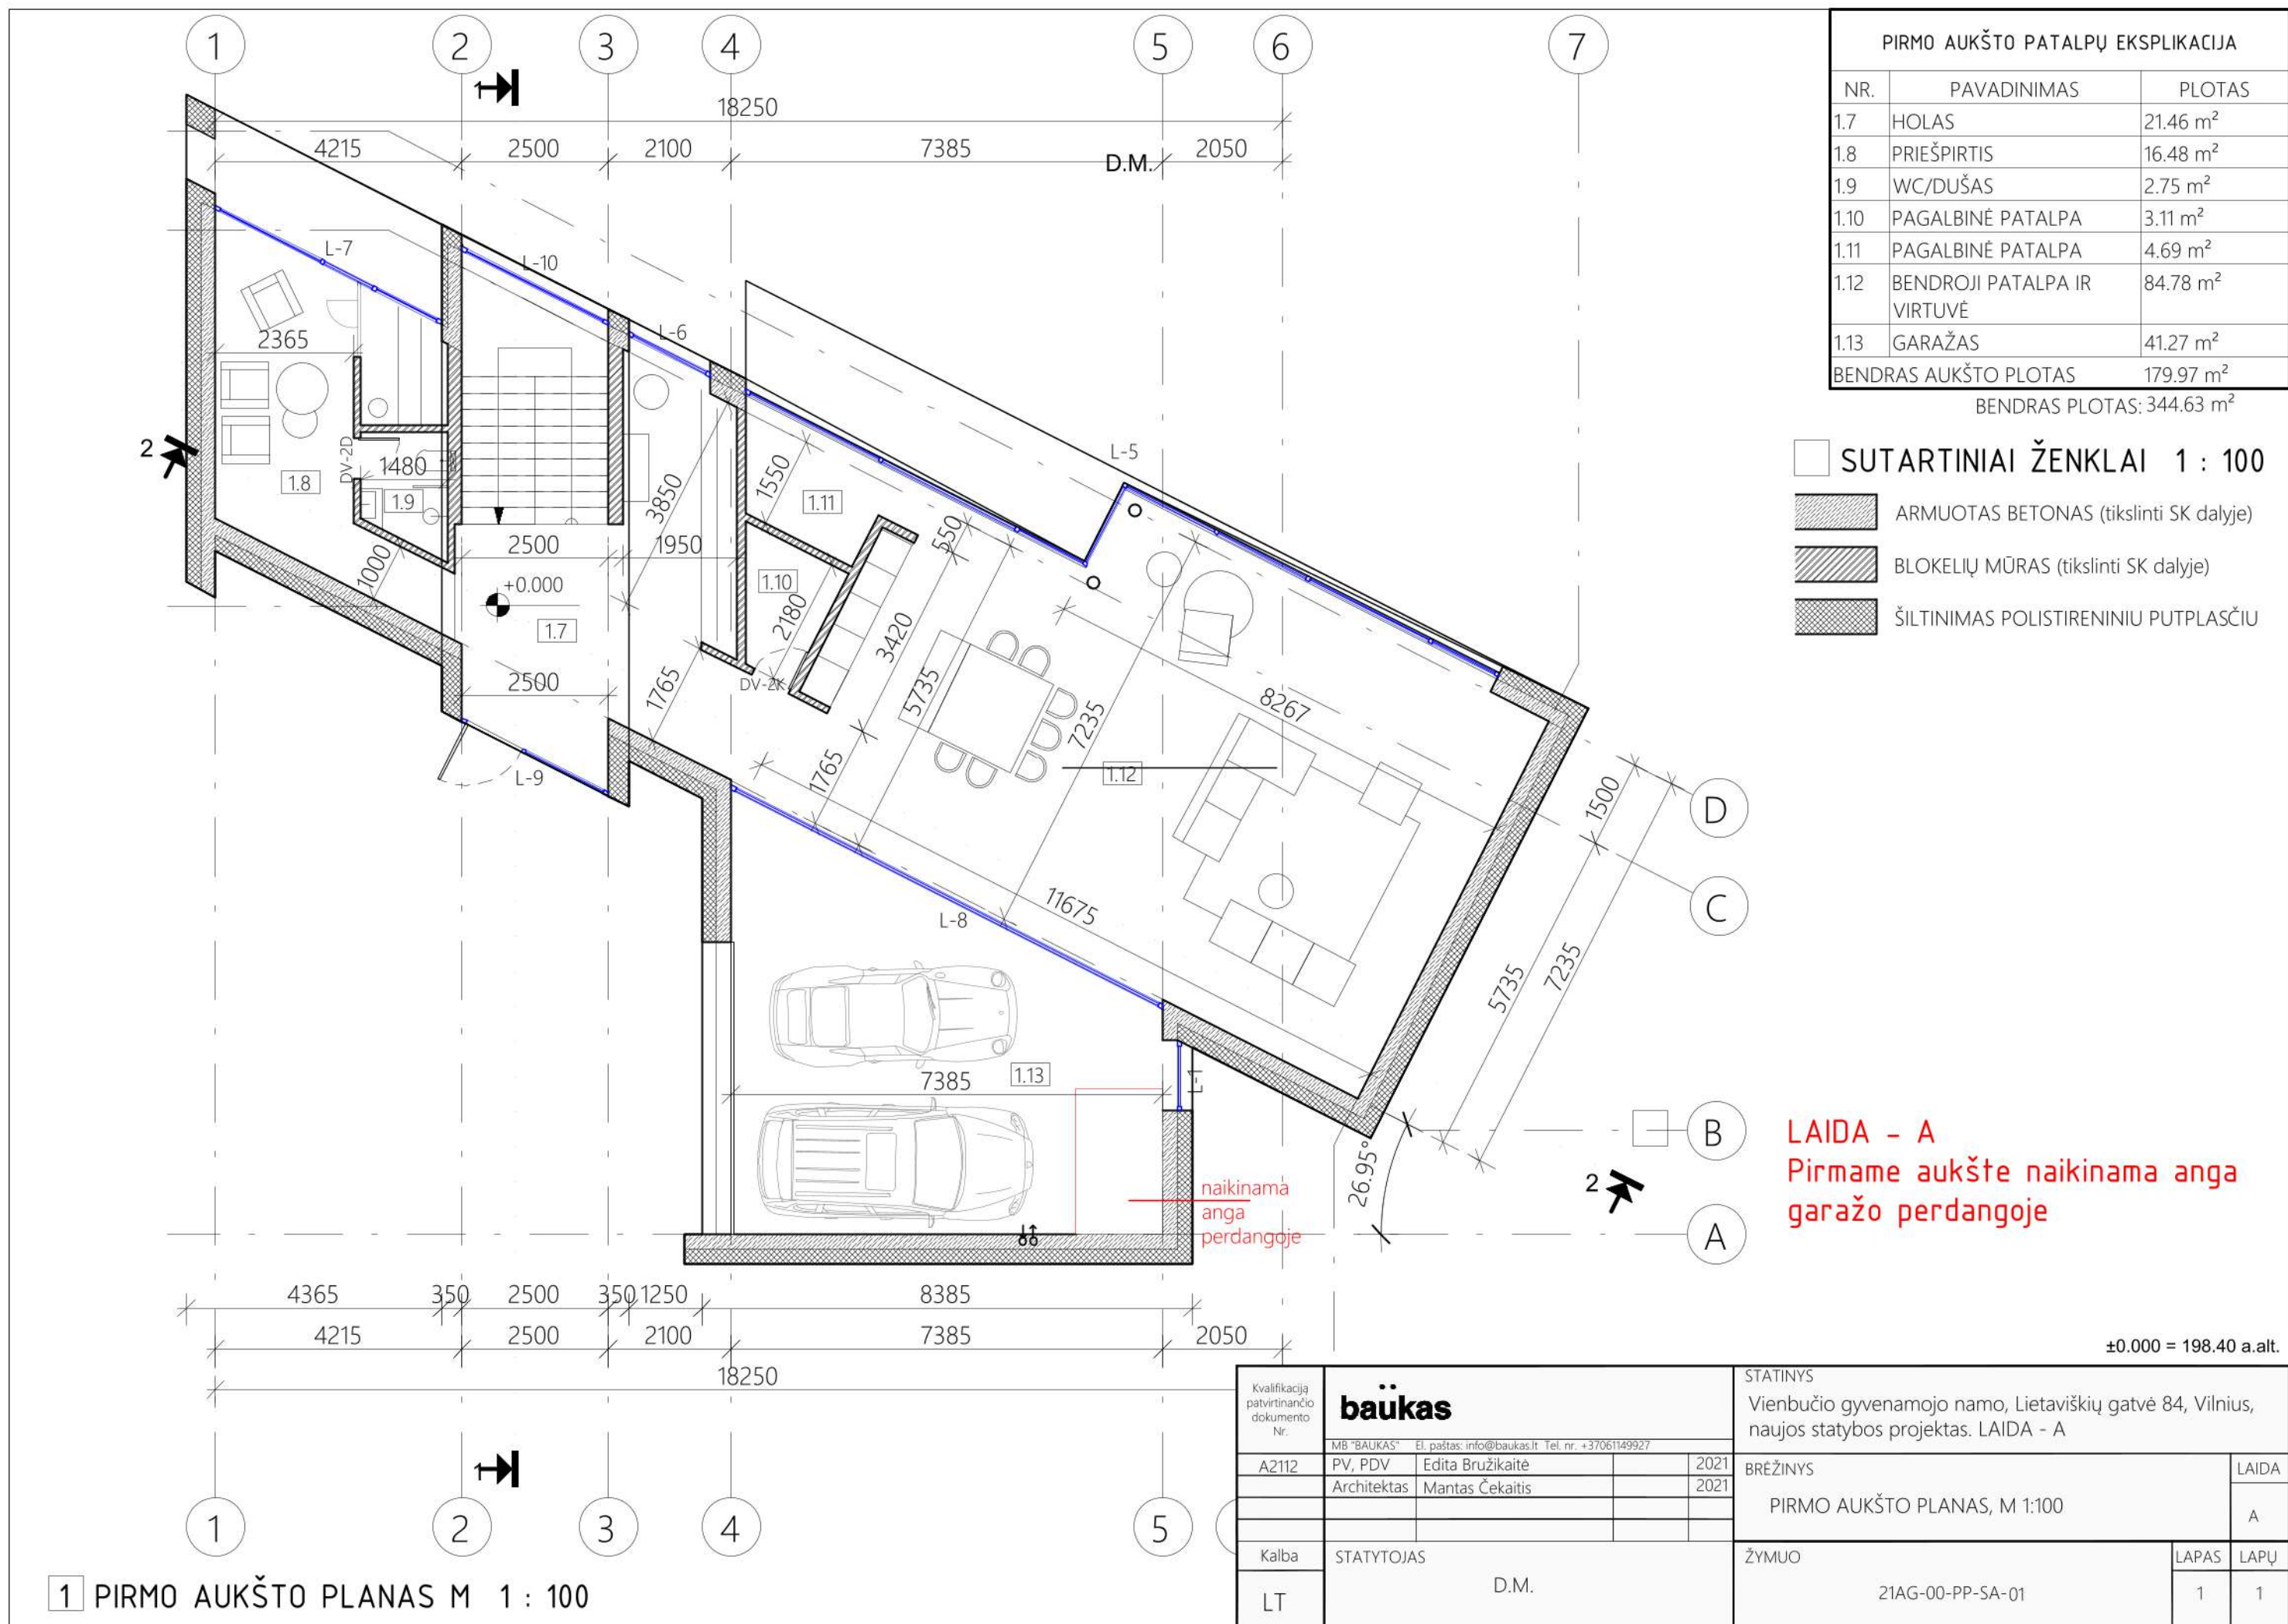 1 2 3 4 5 6 7
1
18250
4215 2500 2100 7385 2050
D.M.
PIRMO AUKŠTO PATALPŲ EKSPLIKACIJA
NR. PAVADINIMAS PLOTAS
1.7 HOLAS 21.46 m²
1.8 PRIEŠPIRTIS 16.48 m²
1.9 WC/DUŠAS 2.75 m²
1.10 PAGALBINĖ PATALPA 3.11 m²
1.11 PAGALBINĖ PATALPA 4.69 m²
1.12 BENDROJI PATALPA IR 84.78 m²
VIRTUVĖ
1.13 GARAŽAS 41.27 m²
BENDRAS AUKŠTO PLOTAS 179.97 m²
BENDRAS PLOTAS: 344.63 m²
SUTARTINIAI ŽENKLAI 1 : 100
ARMUOTAS BETONAS (tikslinti SK dalyje)
BLOKELIŲ MŪRAS (tikslinti SK dalyje)
ŠILTINIMAS POLISTIRENINIU PUTPLASČIU
L-7
L-10
L-6
L-5
2365
2
DV-2D
1480
1.8
1.9
3850
1550
1.11
550
1000
2500
1950
+0.000
1.10
2180
3420
1.7
2500
1765
DV-2K
5735
7235
8267
1765
1.12
L-9
11675
L-8
1500
D
C
5735
7235
7385
1.13
L-1
26.95°
B
A
2
naikinama
anga
perdangoje
LAIDA - A
Pirmame aukšte naikinama anga
garažo perdangoje
4365 350 2500 350 1250 8385
4215 2500 2100 7385 2050
18250
1
1 2 3 4 5
1 PIRMO AUKŠTO PLANAS M 1 : 100
±0.000 = 198.40 a.alt.
Kvalifikaciją
patvirtinančio
dokumento
Nr.
baükas
MB "BAUKAS" El. paštas: info@baukas.lt Tel. nr. +37061149927
STATINYS
Vienbučio gyvenamojo namo, Lietaviškių gatvė 84, Vilnius,
naujos statybos projektas. LAIDA - A
A2112 PV, PDV Edita Bružikaitė 2021
Architektas Mantas Čekaitis 2021
BRĖŽINYS
PIRMO AUKŠTO PLANAS, M 1:100
LAIDA
A
Kalba
LT
STATYTOJAS
D.M.
ŽYMUO
21AG-00-PP-SA-01
LAPAS LAPŲ
1 1